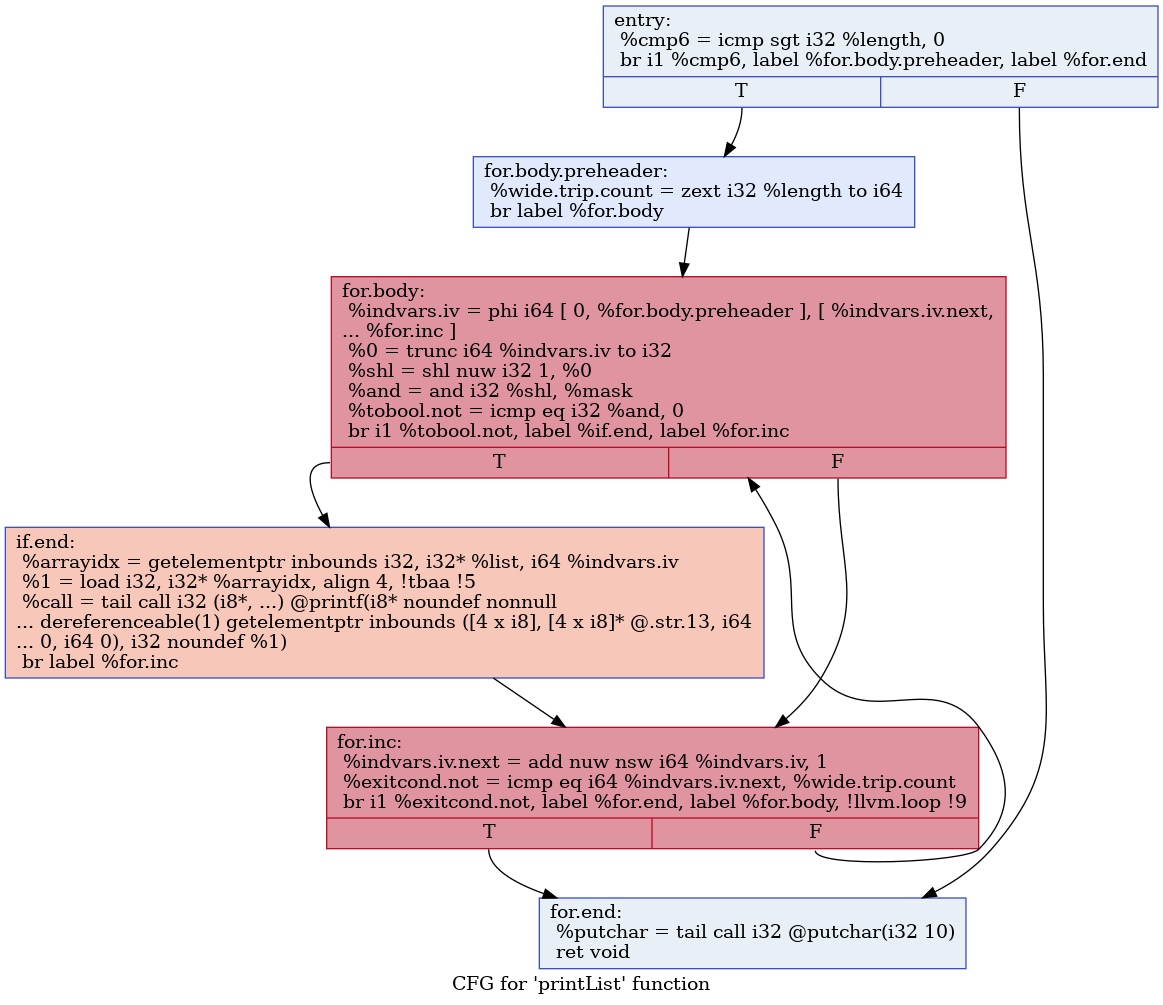 entry:
%cmp6 = icmp sgt i32 %length, 0
br i1 %cmp6, label %for.body.preheader, label %for.end
T F
for.body.preheader:
%wide.trip.count = zext i32 %length to i64
br label %for.body
for.body:
%indvars.iv = phi i64 [ 0, %for.body.preheader ], [ %indvars.iv.next,
... %for.inc ]
%0 = trunc i64 %indvars.iv to i32
%shl = shl nuw i32 1, %0
%and = and i32 %shl, %mask
%tobool.not = icmp eq i32 %and, 0
br i1 %tobool.not, label %if.end, label %for.inc
T F
if.end:
%arrayidx = getelementptr inbounds i32, i32* %list, i64 %indvars.iv
%1 = load i32, i32* %arrayidx, align 4, !tbaa !5
%call = tail call i32 (i8*, ...) @printf(i8* noundef nonnull
... dereferenceable(1) getelementptr inbounds ([4 x i8], [4 x i8]* @.str.13, i64
... 0, i64 0), i32 noundef %1)
br label %for.inc
for.inc:
%indvars.iv.next = add nuw nsw i64 %indvars.iv, 1
%exitcond.not = icmp eq i64 %indvars.iv.next, %wide.trip.count
br i1 %exitcond.not, label %for.end, label %for.body, !llvm.loop !9
T F
for.end:
%putchar = tail call i32 @putchar(i32 10)
ret void
CFG for 'printList' function